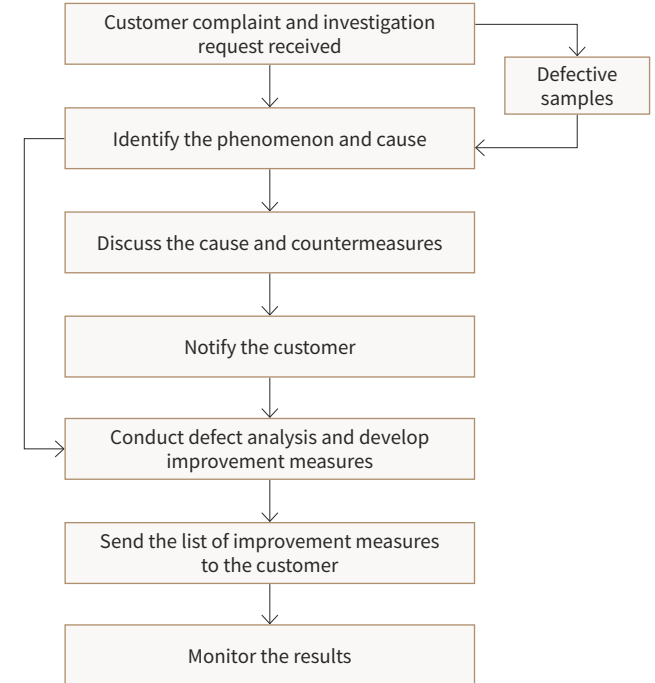 Customer complaint and investigation
request received
Defective
samples
Identify the phenomenon and cause
Discuss the cause and countermeasures
Notify the customer
Conduct defect analysis and develop
improvement measures
Send the list of improvement measures
to the customer
Monitor the results